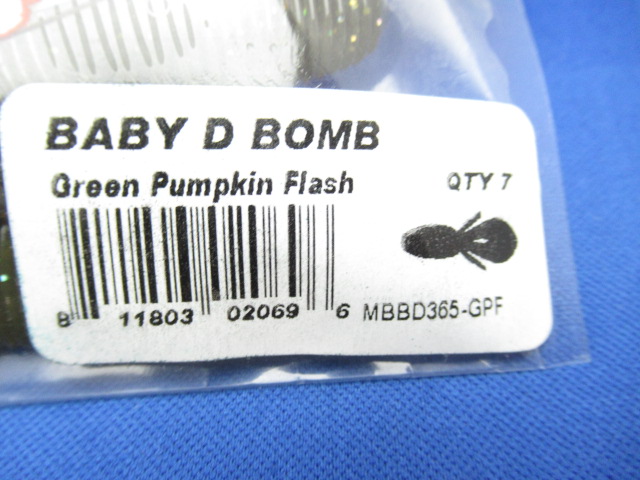 BABY D BOMB
Green Pumpkin Flash QTY 7
8 11803 02069 6 MBBD365-GPF